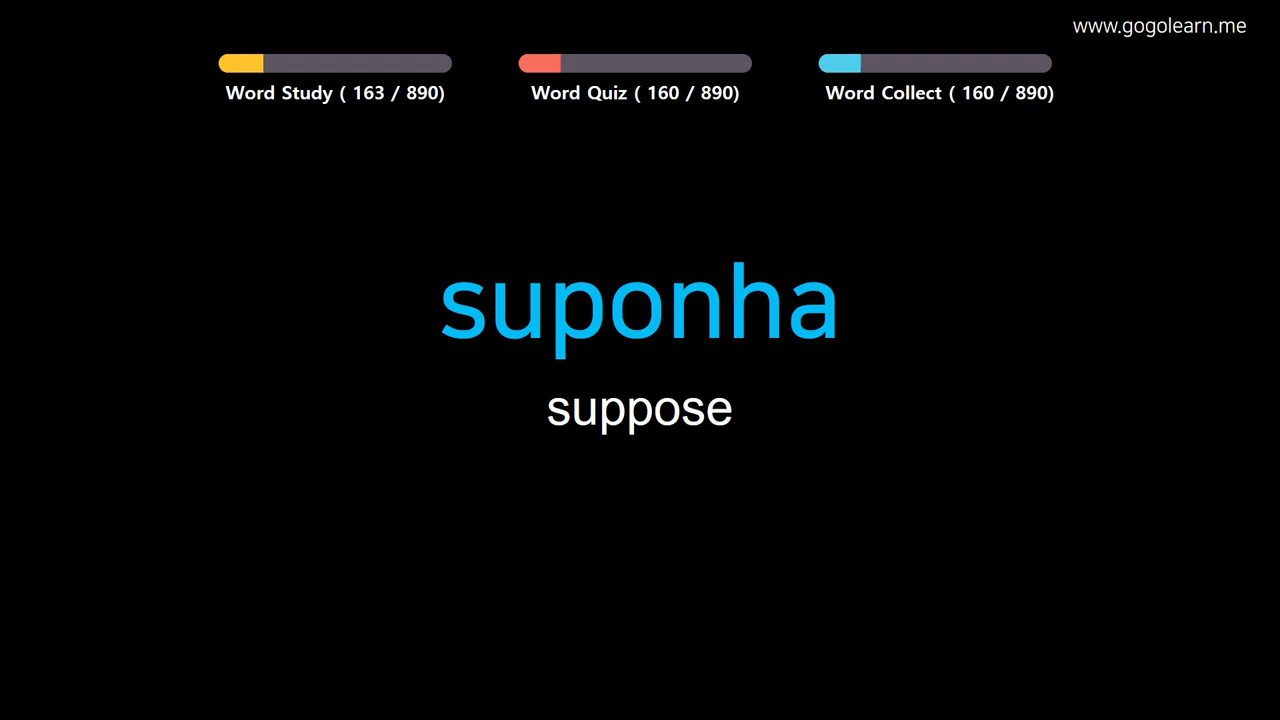 www.gogolearn.me
Word Study ( 163 / 890)
Word Quiz ( 160 / 890)
Word Collect ( 160 / 890)
suponha
suppose